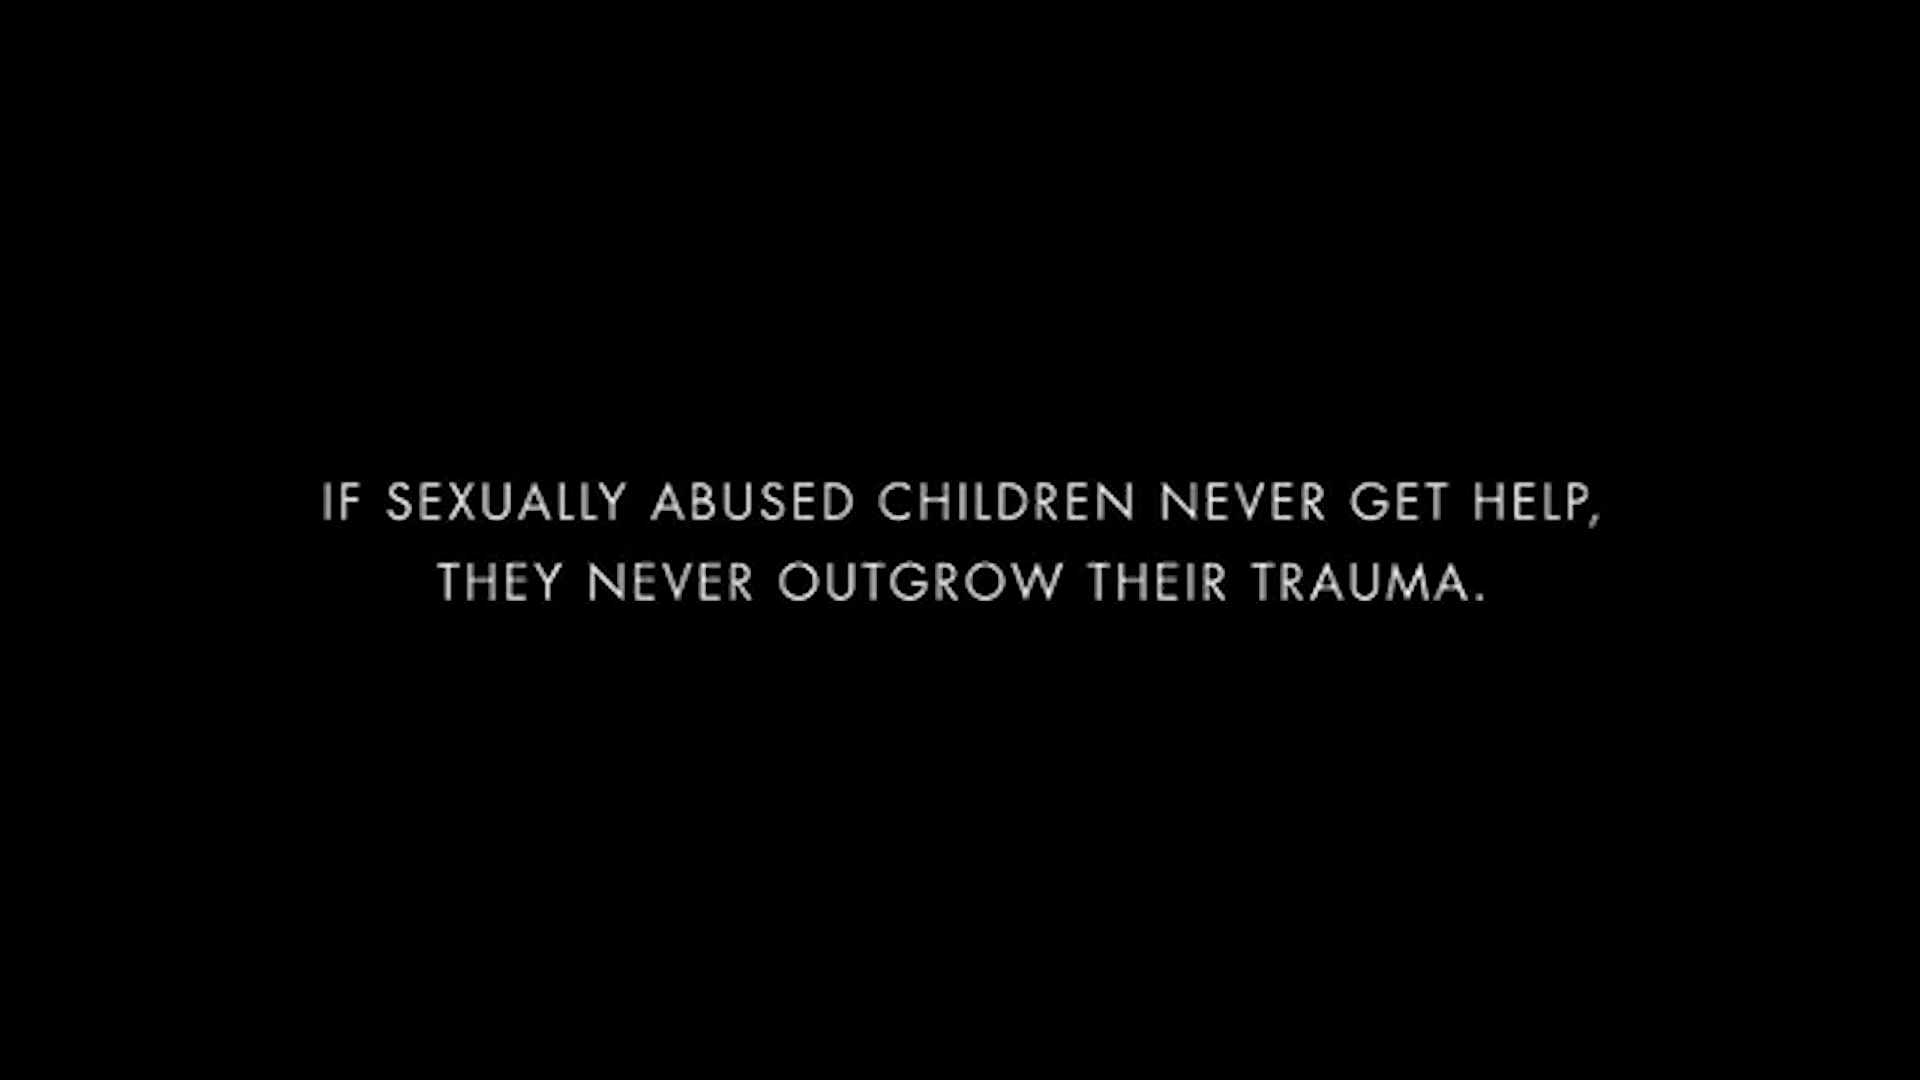 IF SEXUALLY ABUSED CHILDREN NEVER GET HELP,
THEY NEVER OUTGROW THEIR TRAUMA.